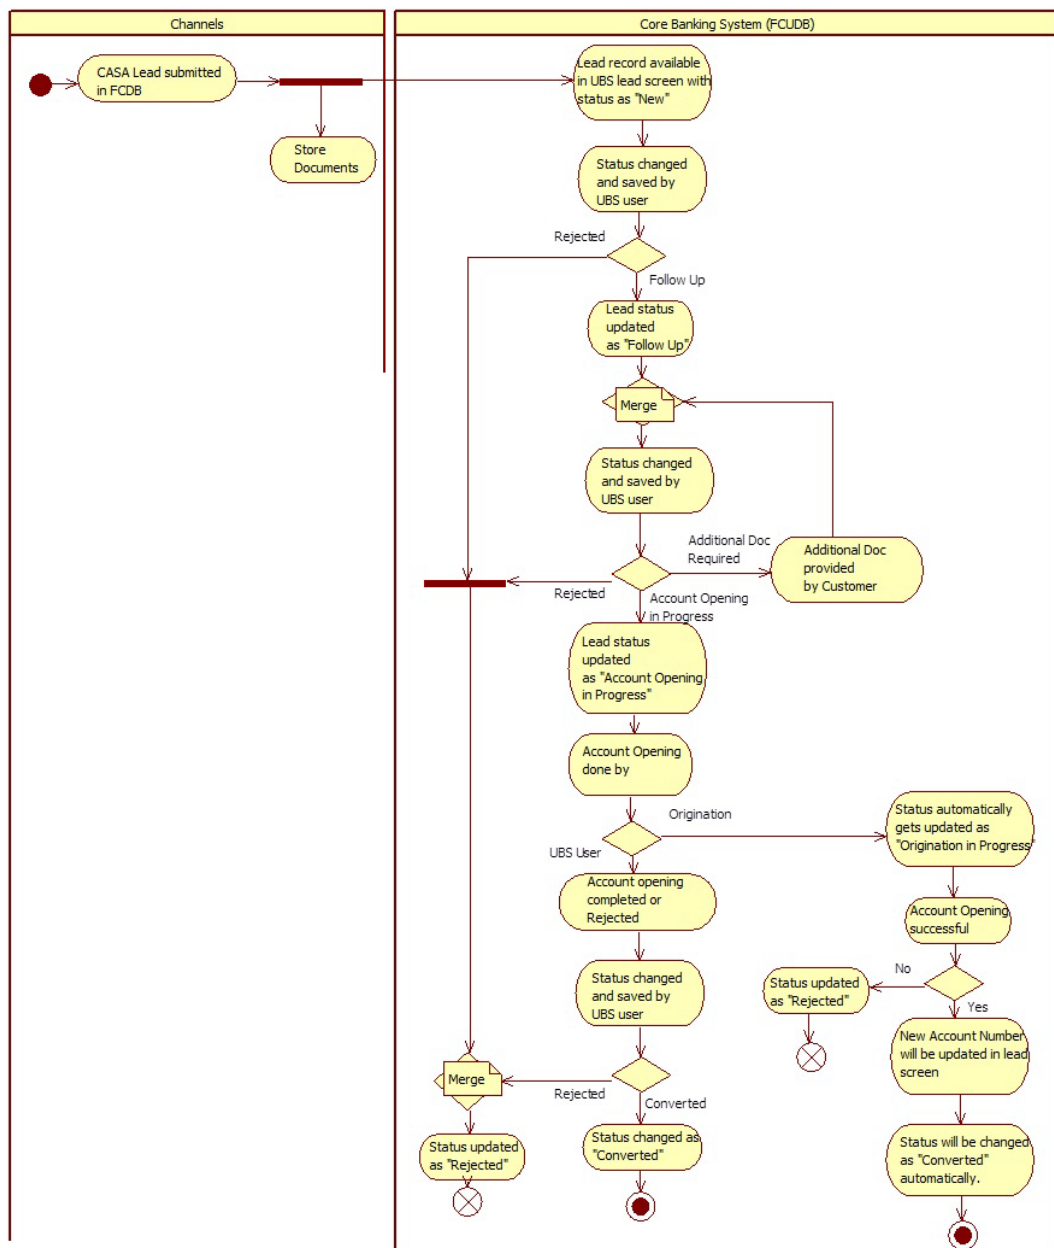 Channels
Core Banking System (FCUDB)
CASA Lead submitted
in FCDB
Lead record available
in UBS lead screen with
status as "New"
Store
Documents
Status changed
and saved by
UBS user
Rejected
Follow Up
Lead status
updated
as "Follow Up"
Merge
Status changed
and saved by
UBS user
Additional Doc
Required
Additional Doc
provided
by Customer
Rejected
Account Opening
in Progress
Lead status
updated
as "Account Opening
in Progress"
Account Opening
done by
Origination
Status automatically
gets updated as
"Origination in Progress"
UBS User
Account opening
completed or
Rejected
Account Opening
successful
No
Status changed
and saved by
UBS user
Status updated
as "Rejected"
Yes
New Account Number
will be updated in lead
screen
Merge
Rejected
Converted
Status updated
as "Rejected"
Status changed as
"Converted"
Status will be changed
as "Converted"
automatically.